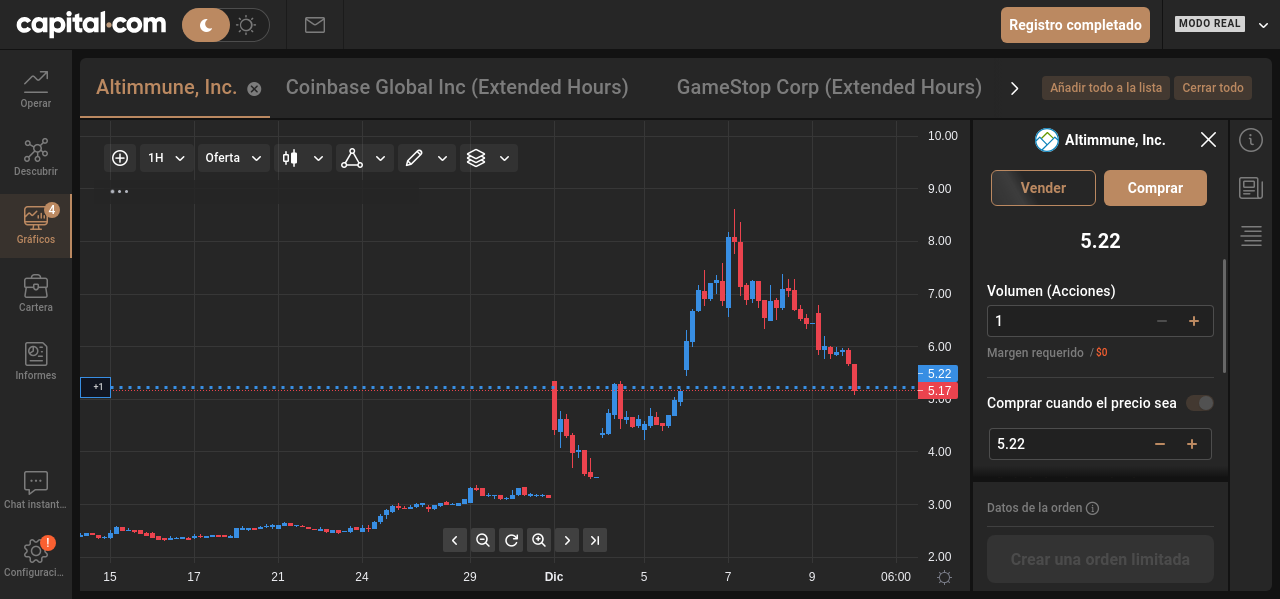 capital.com
Registro completado
MODO REAL
Operar
Descubrir
4
Gráficos
Cartera
Informes
Chat instant...
!
Configuraci...
Altimmune, Inc.
Coinbase Global Inc (Extended Hours)
GameStop Corp (Extended Hours)
Añadir todo a la lista
Cerrar todo
1H
Oferta
+1
10.00
9.00
8.00
7.00
6.00
5.22
5.17
5.00
4.00
3.00
2.00
15
17
21
24
29
Dic
5
7
9
06:00
Altimmune, Inc.
Vender
Comprar
5.22
Volumen (Acciones)
1
Margen requerido / $0
Comprar cuando el precio sea
5.22
Datos de la orden
Crear una orden limitada